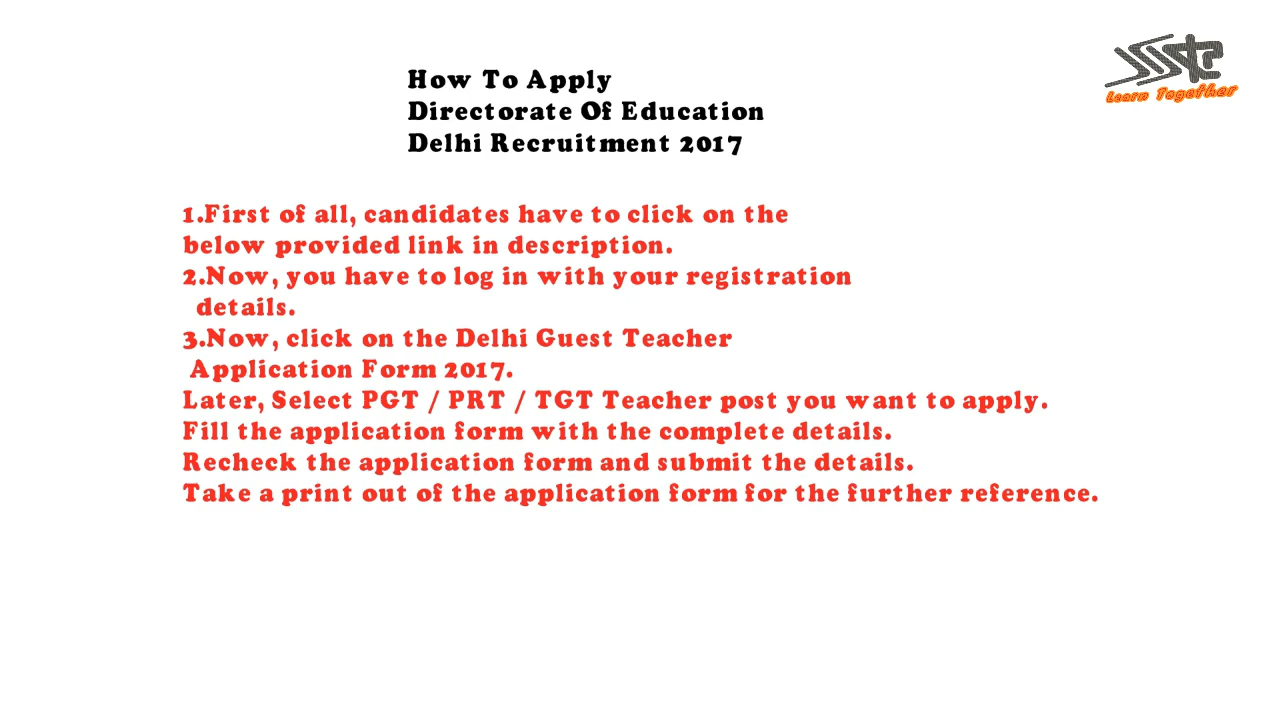 How To Apply
Directorate Of Education
Delhi Recruitment 2017
Learn Together
1.First of all, candidates have to click on the
below provided link in description.
2.Now, you have to log in with your registration
details.
3.Now, click on the Delhi Guest Teacher
Application Form 2017.
Later, Select PGT / PRT / TGT Teacher post you want to apply.
Fill the application form with the complete details.
Recheck the application form and submit the details.
Take a print out of the application form for the further reference.